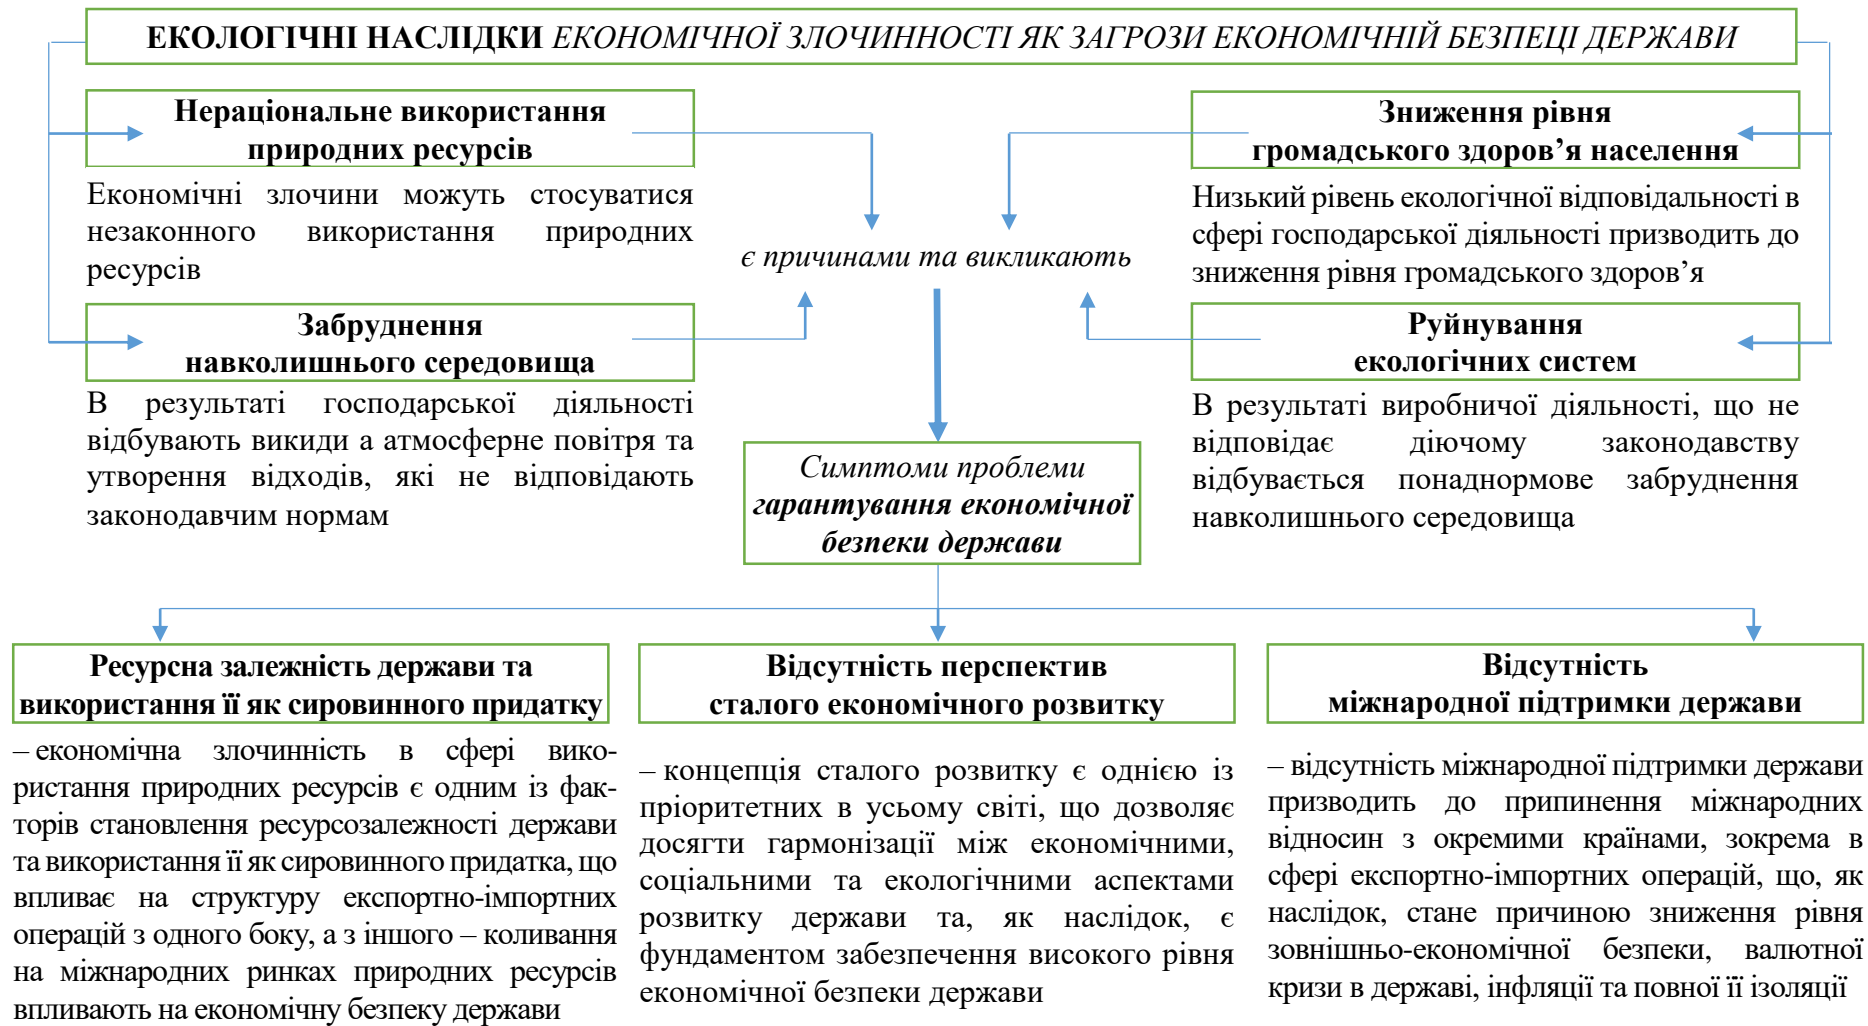 ЕКОЛОГІЧНІ НАСЛІДКИ ЕКОНОМІЧНОЇ ЗЛОЧИННОСТІ ЯК ЗАГРОЗИ ЕКОНОМІЧНІЙ БЕЗПЕЦІ ДЕРЖАВИ
Нераціональне використання
природних ресурсів
Економічні злочини можуть стосуватися
незаконного використання природних
ресурсів
Забруднення
навколишнього середовища
В результаті господарської діяльності
відбувають викиди а атмосферне повітря та
утворення відходів, які не відповідають
законодавчим нормам
є причинами та викликають
Зниження рівня
громадського здоров’я населення
Низький рівень екологічної відповідальності в
сфері господарської діяльності призводить до
зниження рівня громадського здоров’я
Руйнування
екологічних систем
В результаті виробничої діяльності, що не
відповідає діючому законодавству
відбувається понаднормове забруднення
навколишнього середовища
Симптоми проблеми
гарантування економічної
безпеки держави
Ресурсна залежність держави та
використання її як сировинного придатку
– економічна злочинність в сфері вико-
ристання природних ресурсів є одним із фак-
торів становлення ресурсозалежності держави
та використання її як сировинного придатка, що
впливає на структуру експортно-імпортних
операцій з одного боку, а з іншого – коливання
на міжнародних ринках природних ресурсів
впливають на економічну безпеку держави
Відсутність перспектив
сталого економічного розвитку
– концепція сталого розвитку є однією із
пріоритетних в усьому світі, що дозволяє
досягти гармонізації між економічними,
соціальними та екологічними аспектами
розвитку держави та, як наслідок, є
фундаментом забезпечення високого рівня
економічної безпеки держави
Відсутність
міжнародної підтримки держави
– відсутність міжнародної підтримки держави
призводить до припинення міжнародних
відносин з окремими країнами, зокрема в
сфері експортно-імпортних операцій, що, як
наслідок, стане причиною зниження рівня
зовнішньо-економічної безпеки, валютної
кризи в державі, інфляції та повної її ізоляції